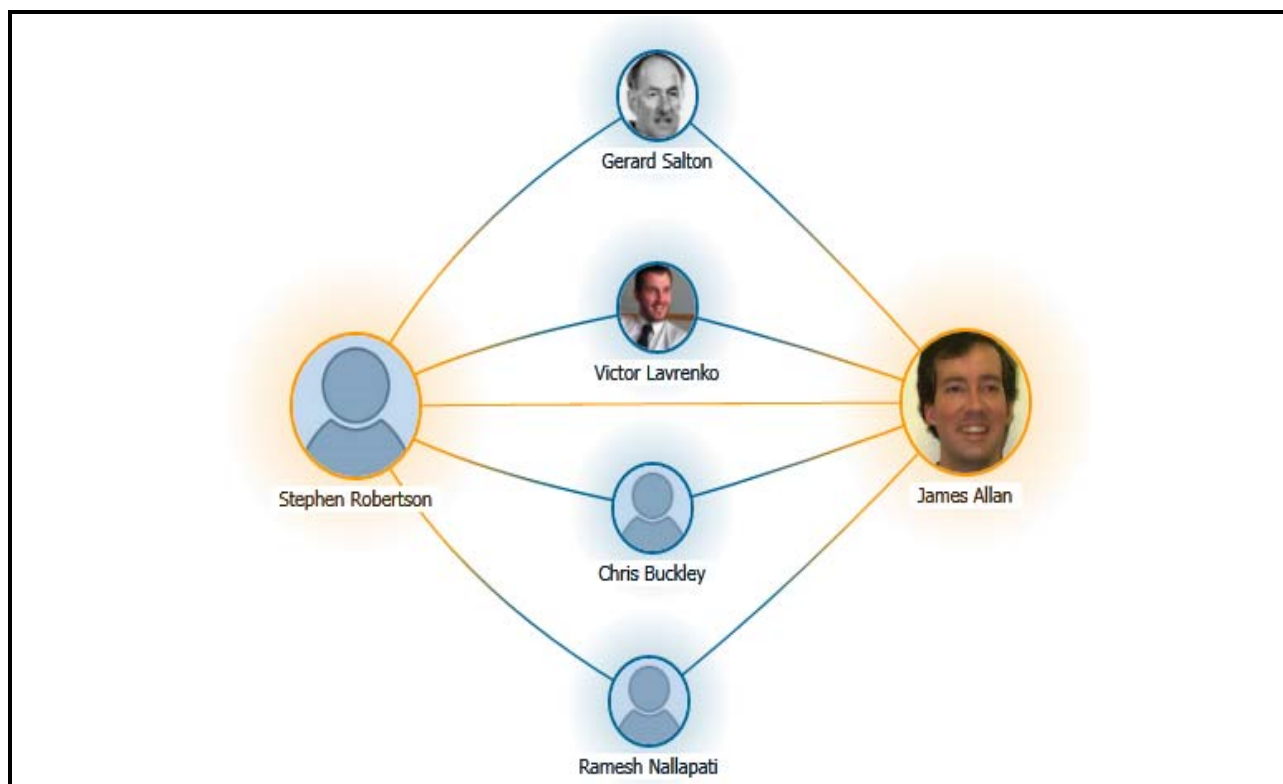 Gerard Salton
Victor Lavrenko
Stephen Robertson
James Allan
Chris Buckley
Ramesh Nallapati